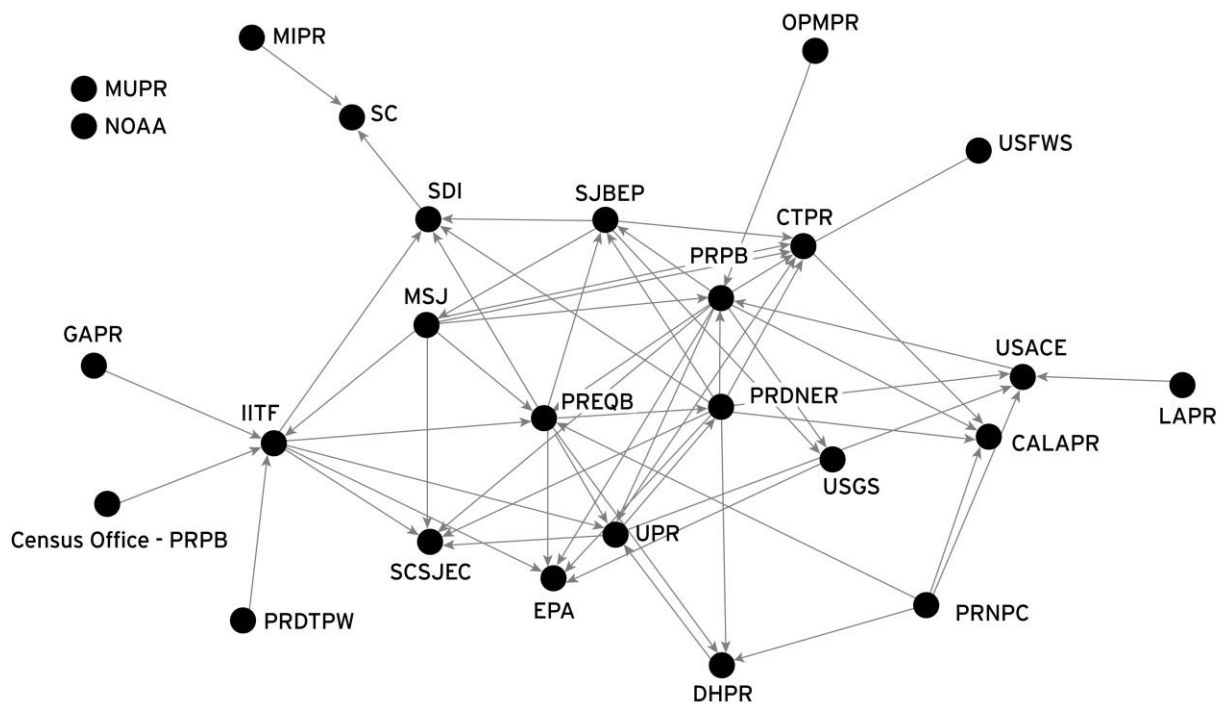 OPMPR
MIPR
MUPR
SC
NOAA
USFWS
SDI
SJBEP
CTPR
PRPB
MSJ
GAPR
USACE
IITF
PREQB
PRDNER
LAPR
CALAPR
USGS
Census Office - PRPB
UPR
SCSJEC
EPA
PRDTPW
PRNPC
DHPR